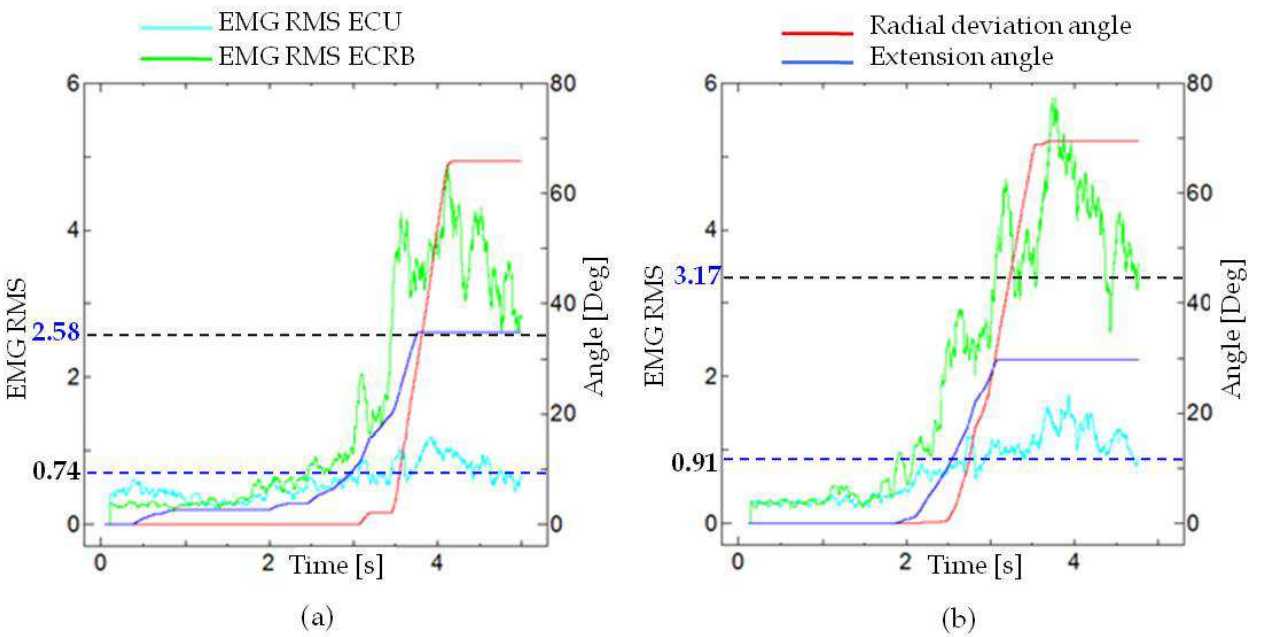 EMG RMS ECU
EMG RMS ECRB
Radial deviation angle
Extension angle
6
4
2
0
EMG RMS
2.58
0.74
80
60
40
20
0
Angle [Deg]
0
2
4
Time [s]
(a)
6
4
2
0
EMG RMS
3.17
0.91
80
60
40
20
0
Angle [Deg]
0
2
4
Time [s]
(b)